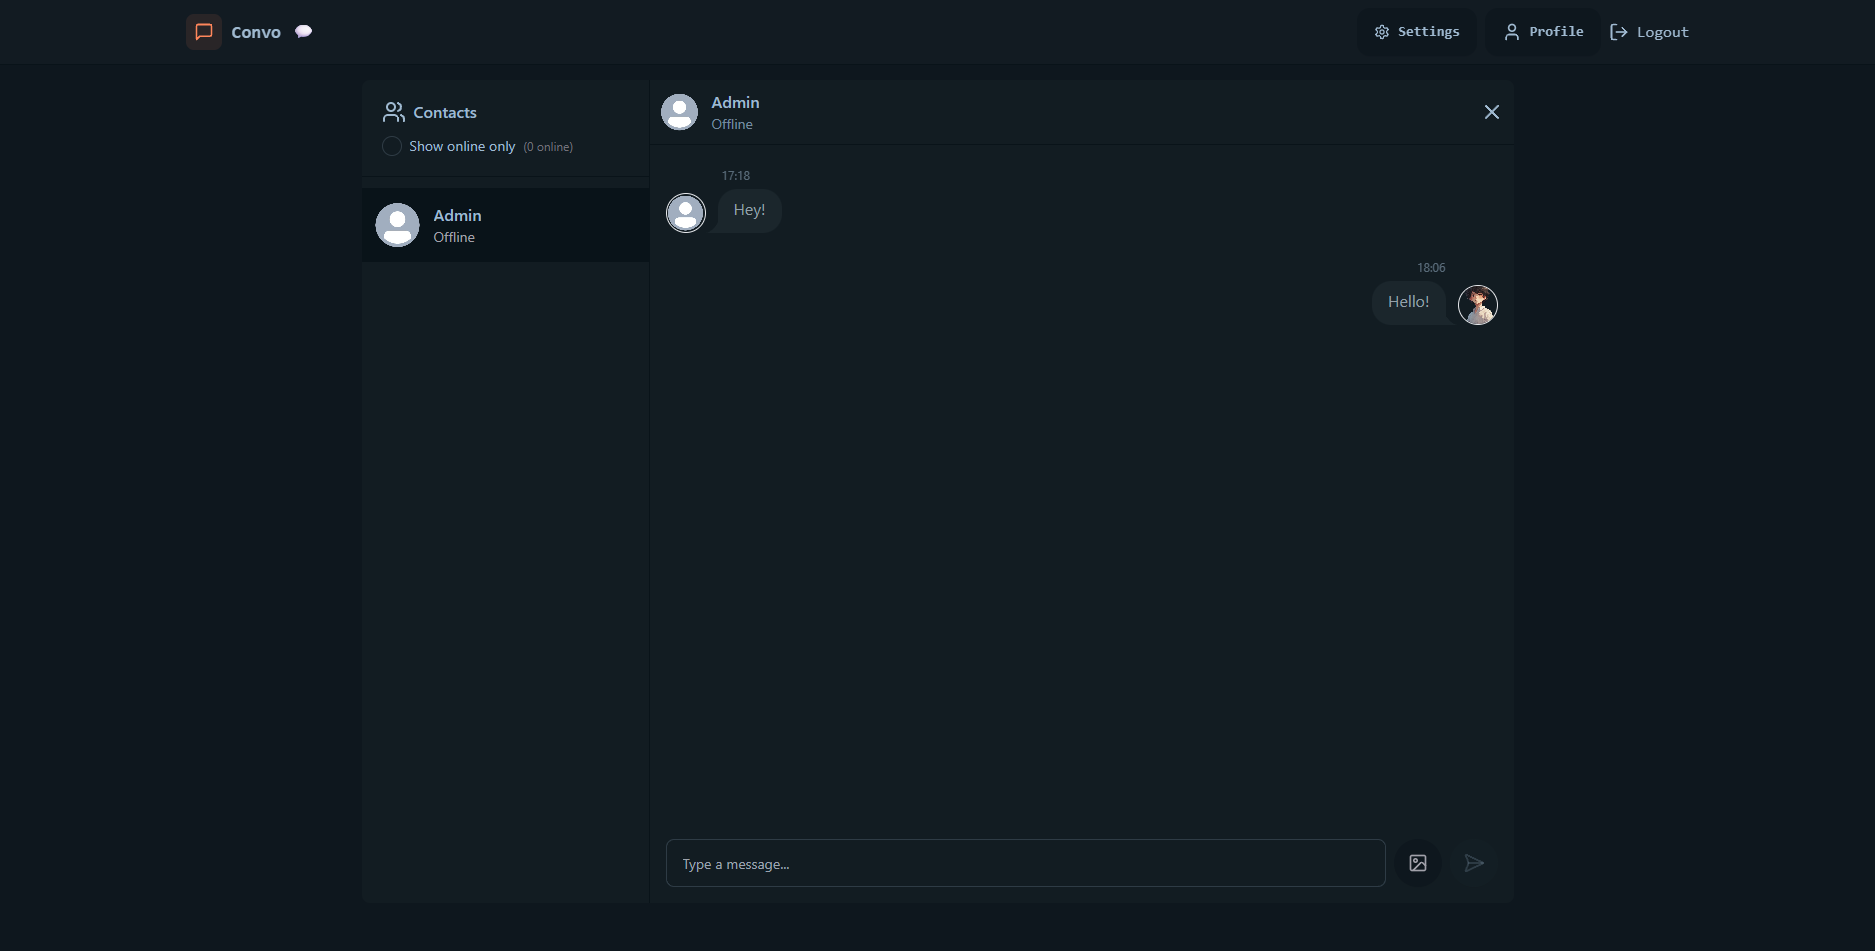 Convo
Settings
Profile
Logout
Contacts
Show online only (0 online)
Admin
Offline
Admin
Offline
17:18
Hey!
18:06
Hello!
Type a message...